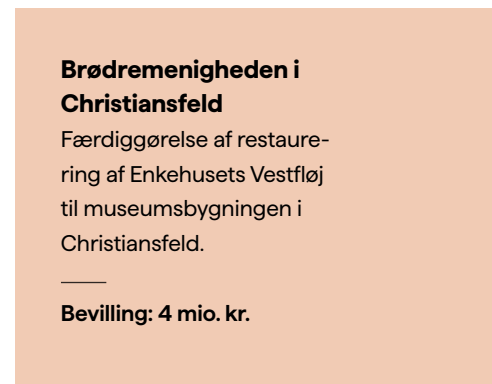 Brødremenigheden i
Christiansfeld
Færdiggørelse af restaure-
ring af Enkehusets Vestfløj
til museumsbygningen i
Christiansfeld.
Bevilling: 4 mio. kr.